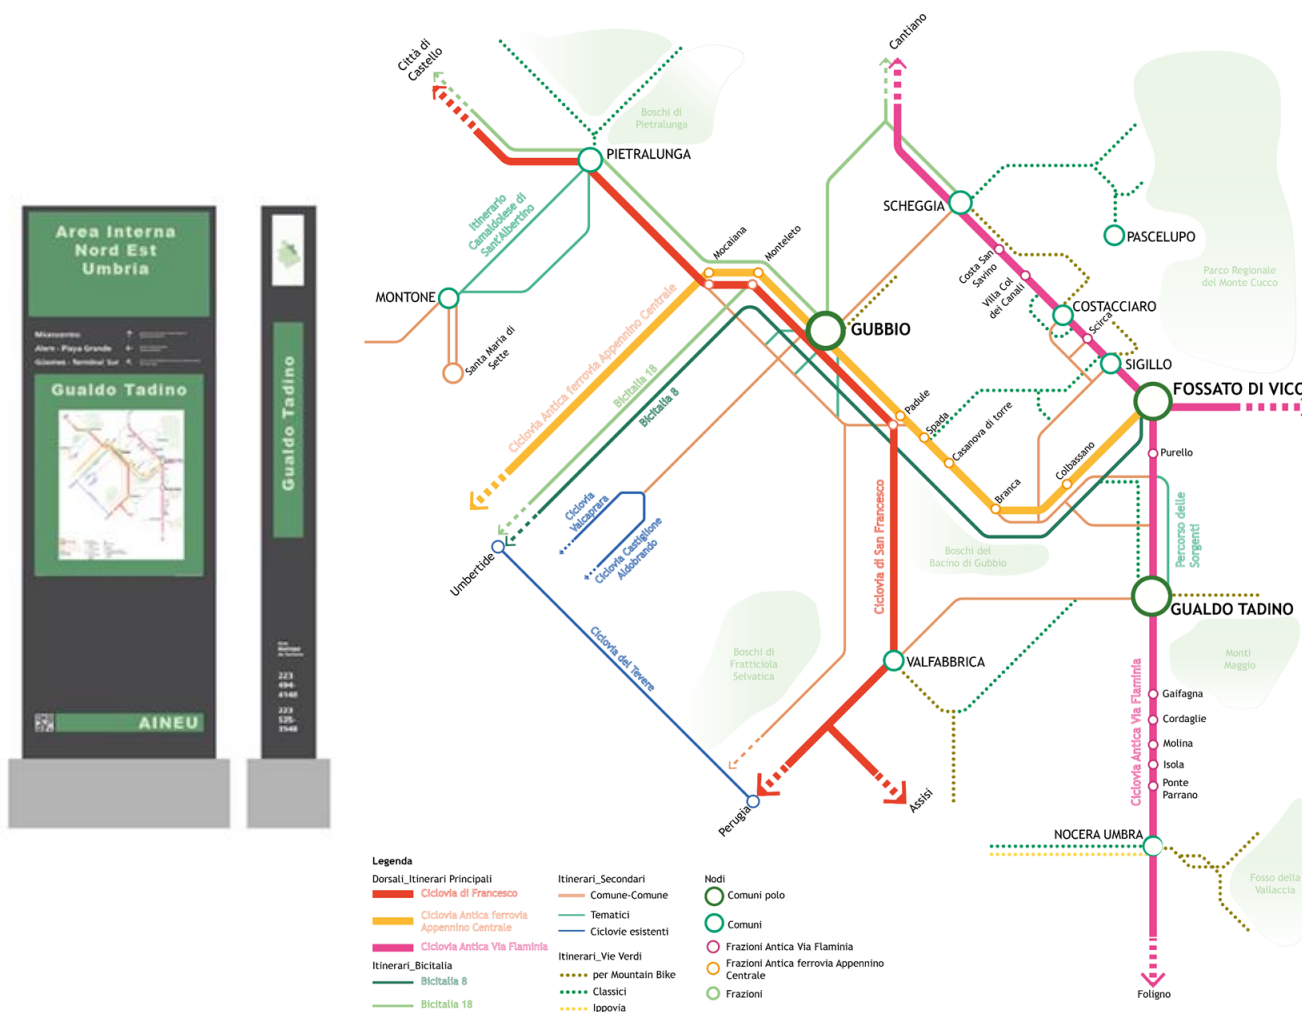 Area Interna
Nord Est
Umbria
Gualdo Tadino
AINEU
Gualdo Tadino
223
Città di
Castello
Cantiano
Boschi di
Pietralunga
PIETRALUNGA
Itinerario
Camaldolese di
Sant'Albertino
MONTONE
Santa Maria di
Sette
Mocaiana
Monteleto
GUBBIO
SCHEGGIA
PASCELUPO
Parco Regionale
del Monte Cucco
Costa San
Savino
Villa Col
dei Canali
COSTACCIARO
Scirca
SIGILLO
FOSSATO DI VICO
Ciclovia Antica ferrovia Appennino Centrale
Bicitalia 18
Bicitalia 8
Padule
Spada
Casanova di torre
Branca
Colbassano
Purello
Percorso delle
Sorgenti
Ciclovia
Valcaprara
Ciclovia Castiglione
Aldobrando
Umbertide
Ciclovia del Tevere
Ciclovia di San Francesco
Boschi del
Bacino di Gubbio
Boschi di
Fratticiola
Selvatica
VALFABBRICA
GUALDO TADINO
Monti
Maggio
Ciclovia Antica Via Flaminia
Gaifagna
Cordaglie
Molina
Isola
Ponte
Parrano
Perugia
Assisi
NOCERA UMBRA
Fosso della
Vallaccia
Foligno
Legenda
Dorsali_Itinerari Principali
Ciclovia di Francesco
Ciclovia Antica ferrovia
Appennino Centrale
Ciclovia Antica Via Flaminia
Itinerari_Bicitalia
Bicitalia 8
Bicitalia 18
Itinerari_Secondari
Comune-Comune
Tematici
Ciclovie esistenti
Itinerari_Vie Verdi
per Mountain Bike
Classici
Ippovia
Nodi
Comuni polo
Comuni
Frazioni Antica Via Flaminia
Frazioni Antica ferrovia Appennino
Centrale
Frazioni